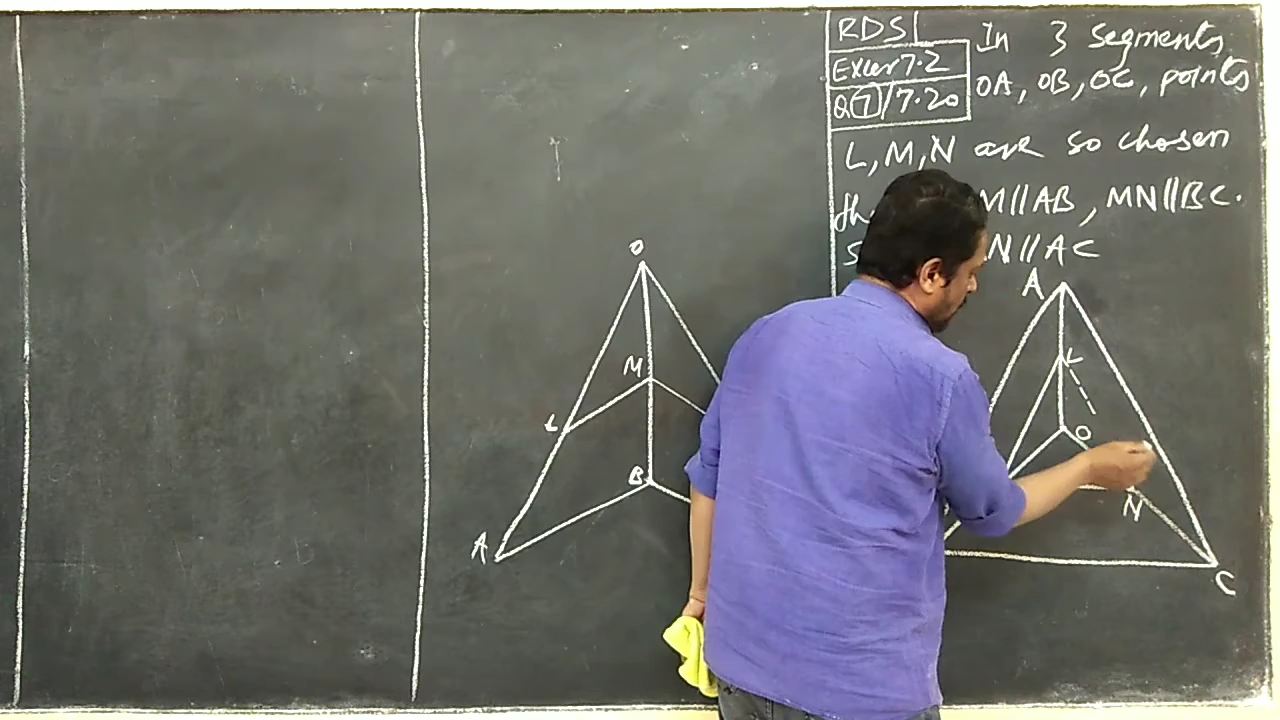 RDS
Exer 7.2
Q 7 / 7.20
In 3 segments
OA, OB, OC, points
L, M, N are so chosen
M//AB, MN//BC.
N//AC
O
M
L
B
A
A
L
O
N
C